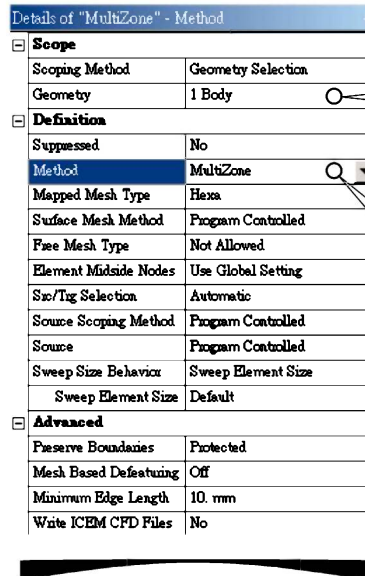 Details of "MultiZone" - Method
Scope
Scoping Method Geometry Selection
Geometry 1 Body
Definition
Suppressed No
Method MultiZone
Mapped Mesh Type Hexa
Surface Mesh Method Program Controlled
Free Mesh Type Not Allowed
Element Midside Nodes Use Global Setting
Src/Trg Selection Automatic
Source Scoping Method Program Controlled
Source Program Controlled
Sweep Size Behavior Sweep Element Size
Sweep Element Size Default
Advanced
Preserve Boundaries Protected
Mesh Based Defeaturing Off
Minimum Edge Length 10. mm
Write ICEM CFD Files No